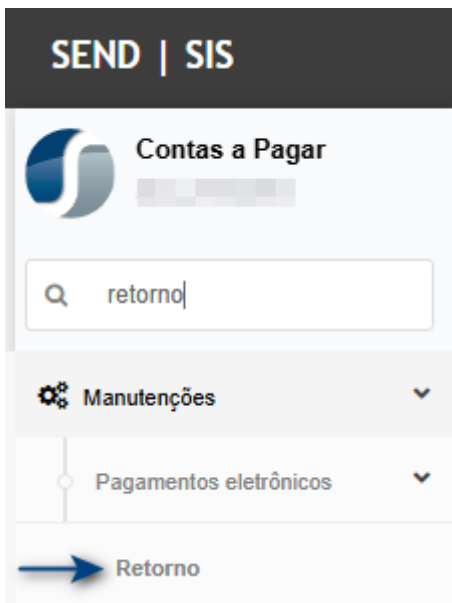 SEND | SIS
Contas a Pagar
retorno
Manutenções
Pagamentos eletrônicos
Retorno